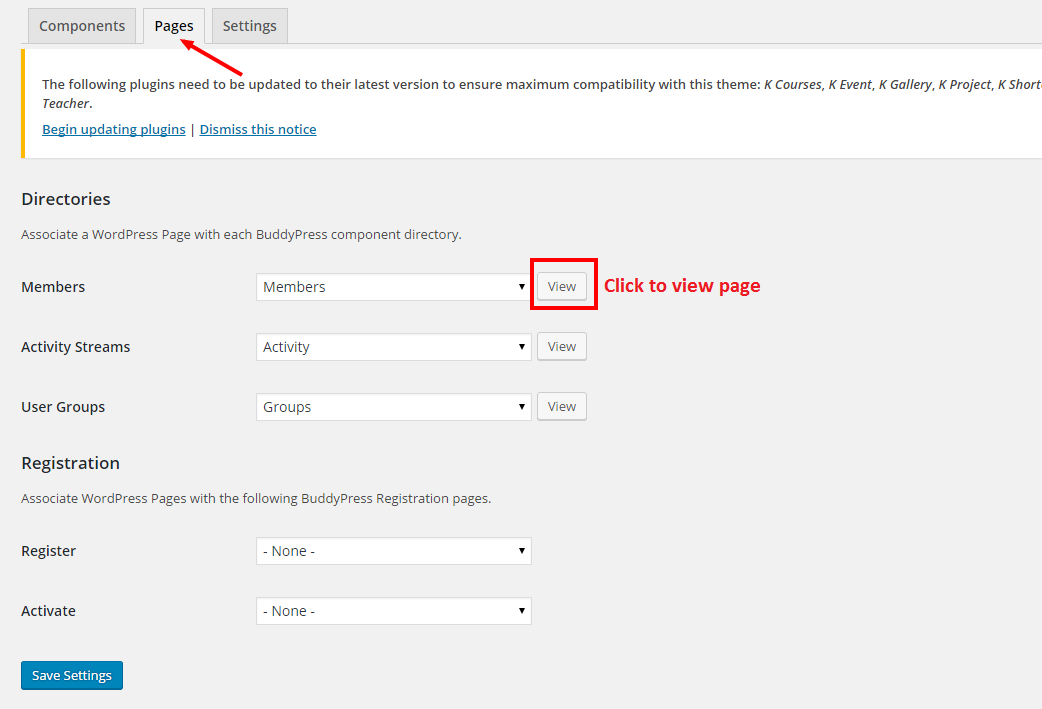 Components Pages Settings
The following plugins need to be updated to their latest version to ensure maximum compatibility with this theme: K Courses, K Event, K Gallery, K Project, K Short
Teacher.
Begin updating plugins | Dismiss this notice
Directories
Associate a WordPress Page with each BuddyPress component directory.
Members Members View Click to view page
Activity Streams Activity View
User Groups Groups View
Registration
Associate WordPress Pages with the following BuddyPress Registration pages.
Register - None -
Activate - None -
Save Settings